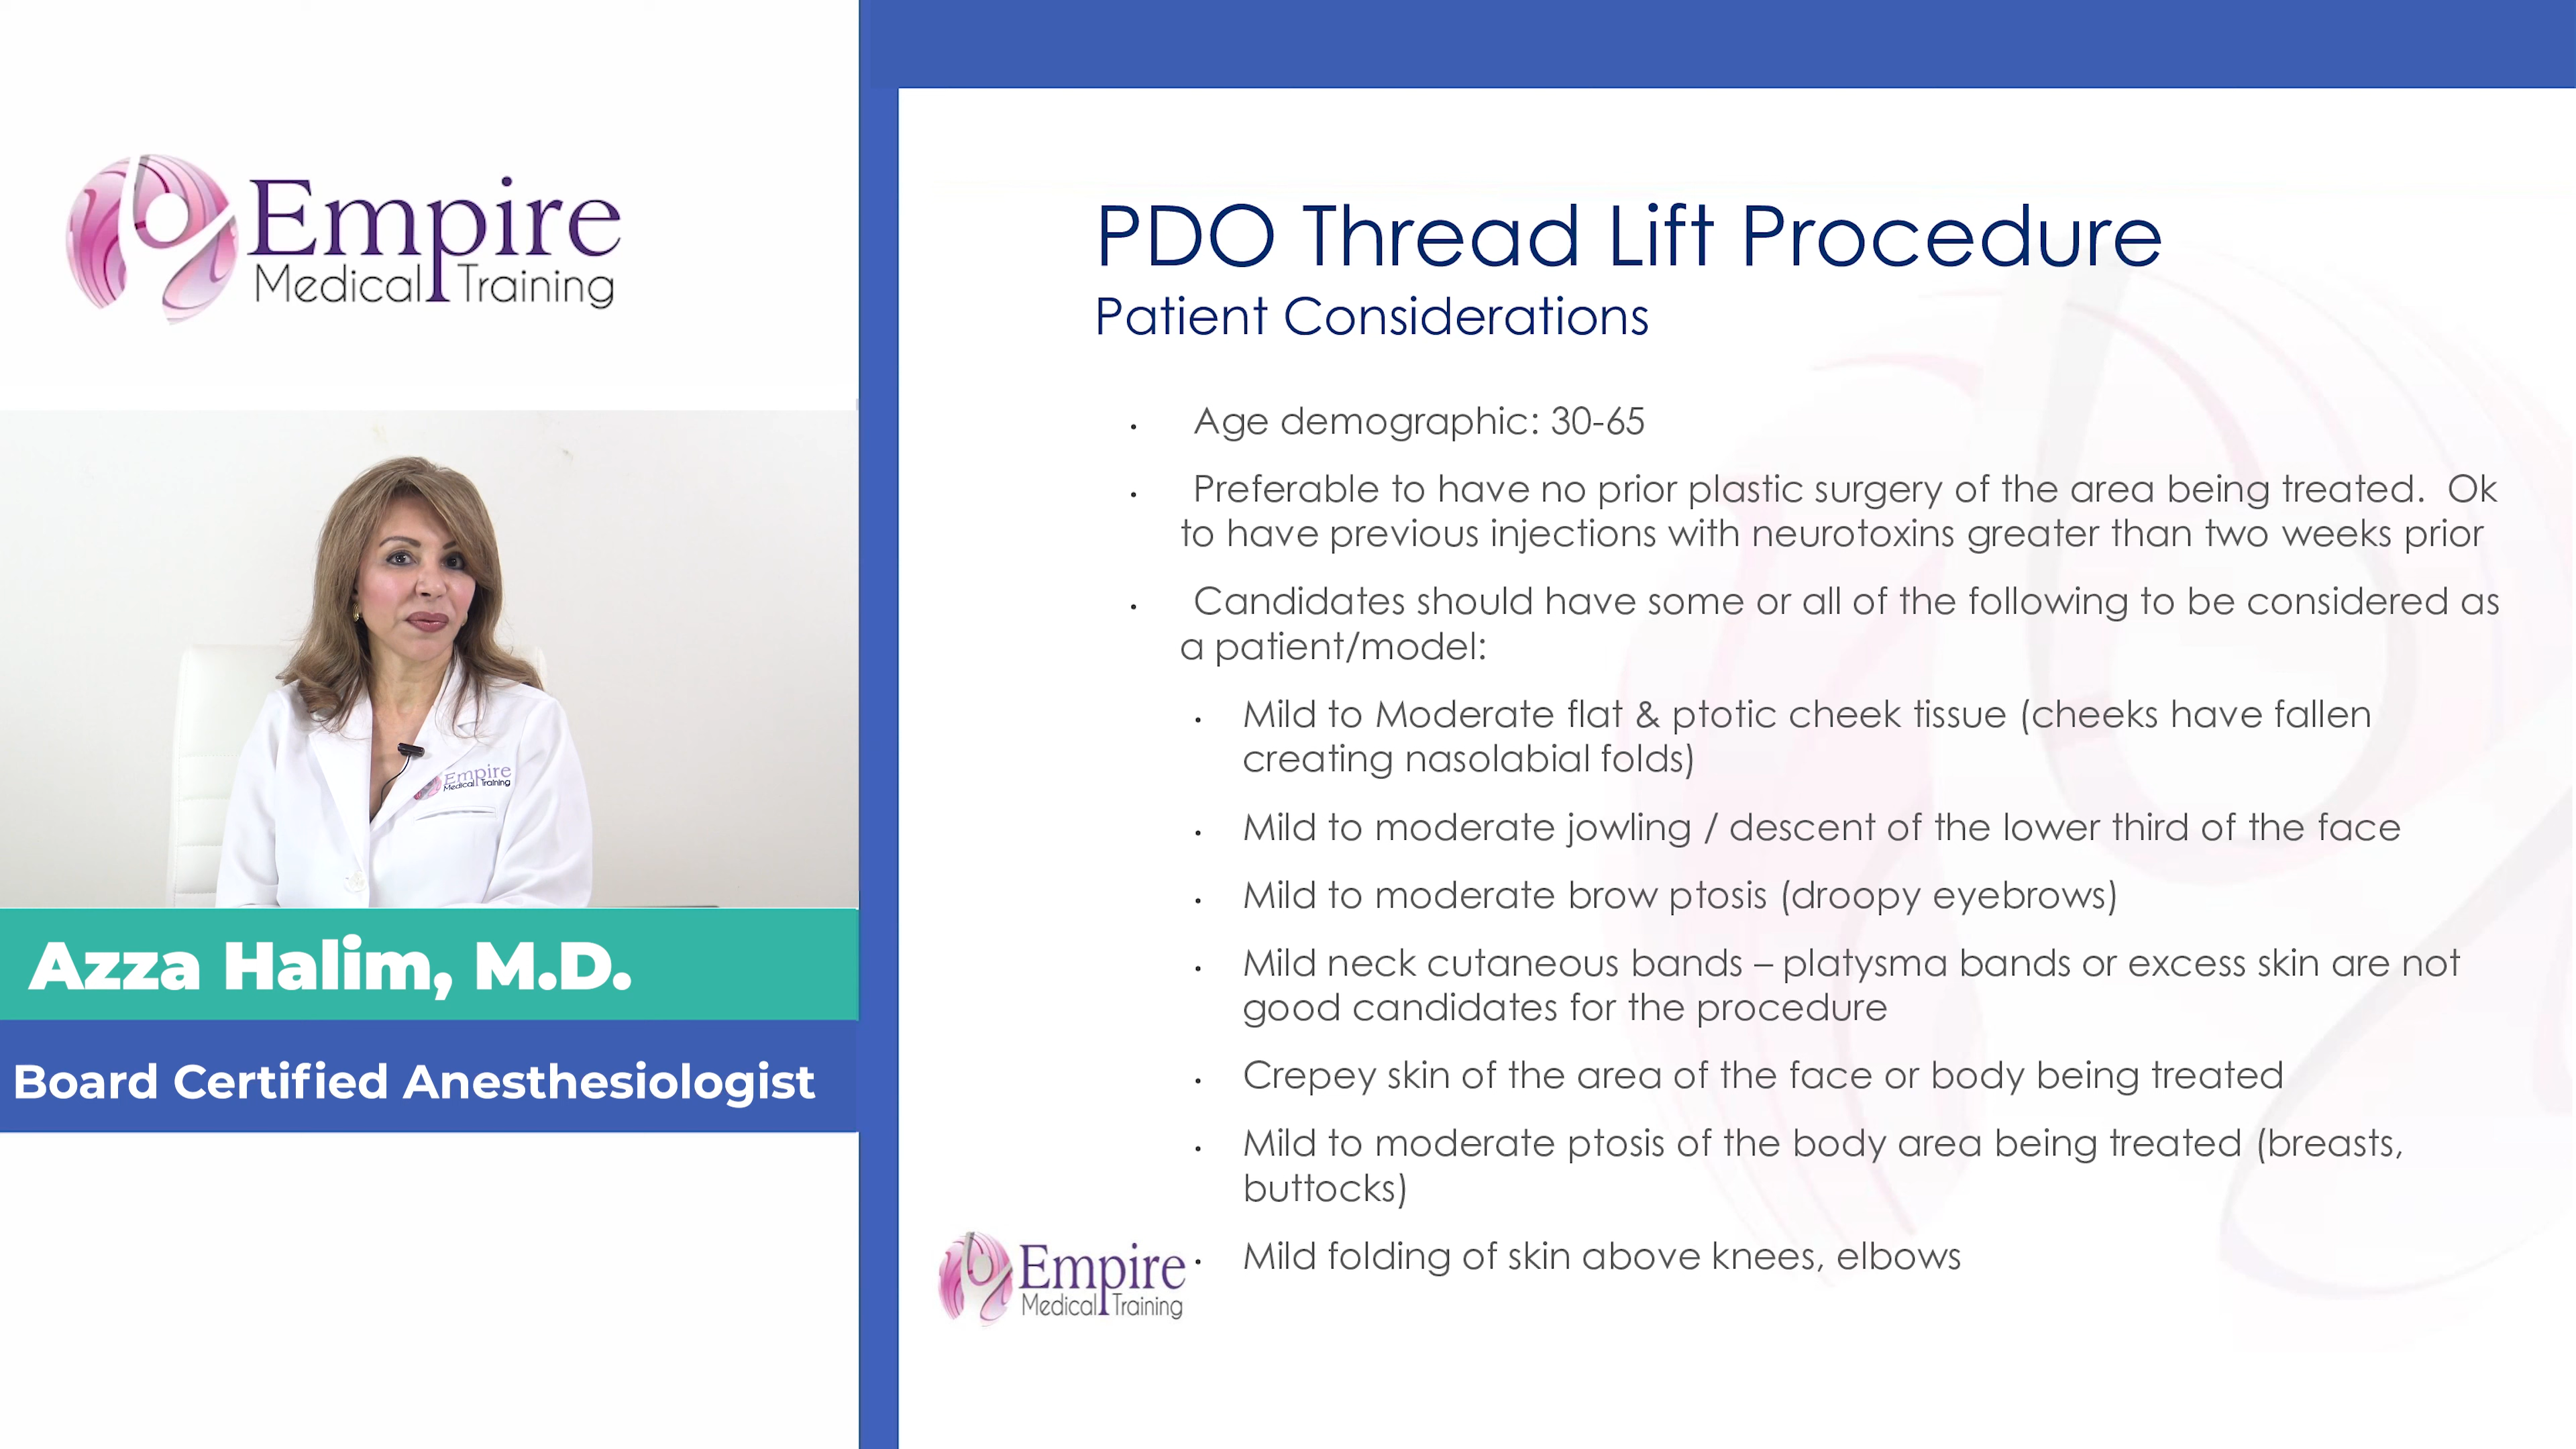 Empire
Medical Training
Empire
Medical Training
Azza Halim, M.D.
Board Certified Anesthesiologist
PDO Thread Lift Procedure
Patient Considerations
• Age demographic: 30-65
• Preferable to have no prior plastic surgery of the area being treated.  Ok
to have previous injections with neurotoxins greater than two weeks prior
• Candidates should have some or all of the following to be considered as
a patient/model:
• Mild to Moderate flat & ptotic cheek tissue (cheeks have fallen
creating nasolabial folds)
• Mild to moderate jowling / descent of the lower third of the face
• Mild to moderate brow ptosis (droopy eyebrows)
• Mild neck cutaneous bands – platysma bands or excess skin are not
good candidates for the procedure
• Crepey skin of the area of the face or body being treated
• Mild to moderate ptosis of the body area being treated (breasts,
buttocks)
• Mild folding of skin above knees, elbows
Empire
Medical Training